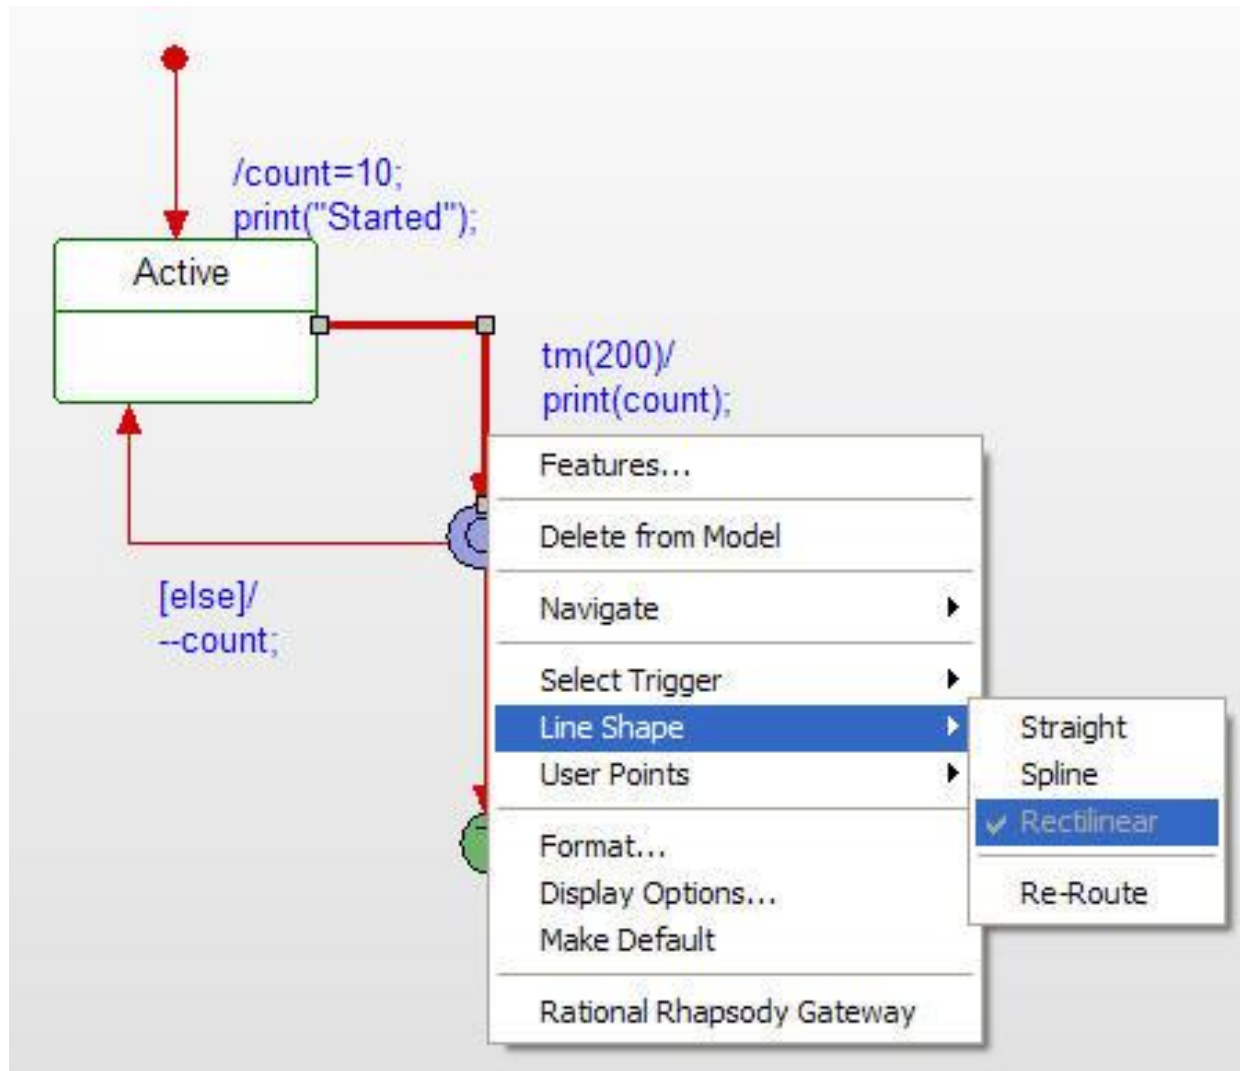 /count=10;
print("Started");
Active
tm(200)/
print(count);
Features...
Delete from Model
Navigate
[else]/
--count;
Select Trigger
Line Shape
User Points
Straight
Spline
Rectilinear
Re-Route
Format...
Display Options...
Make Default
Rational Rhapsody Gateway